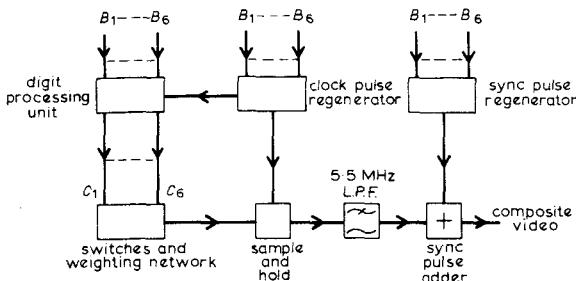 B1----B6
B1----B6
B1----B6
digit
processing
unit
clock pulse
regenerator
sync pulse
regenerator
C1
C6
5·5 MHz
L.P.F.
+
composite
video
switches and
weighting network
sample
and
hold
sync
pulse
adder